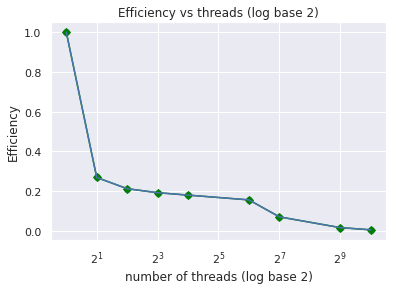 Efficiency vs threads (log base 2)
1.0
0.8
0.6
0.4
0.2
0.0
Efficiency
2^1 2^3 2^5 2^7 2^9
number of threads (log base 2)